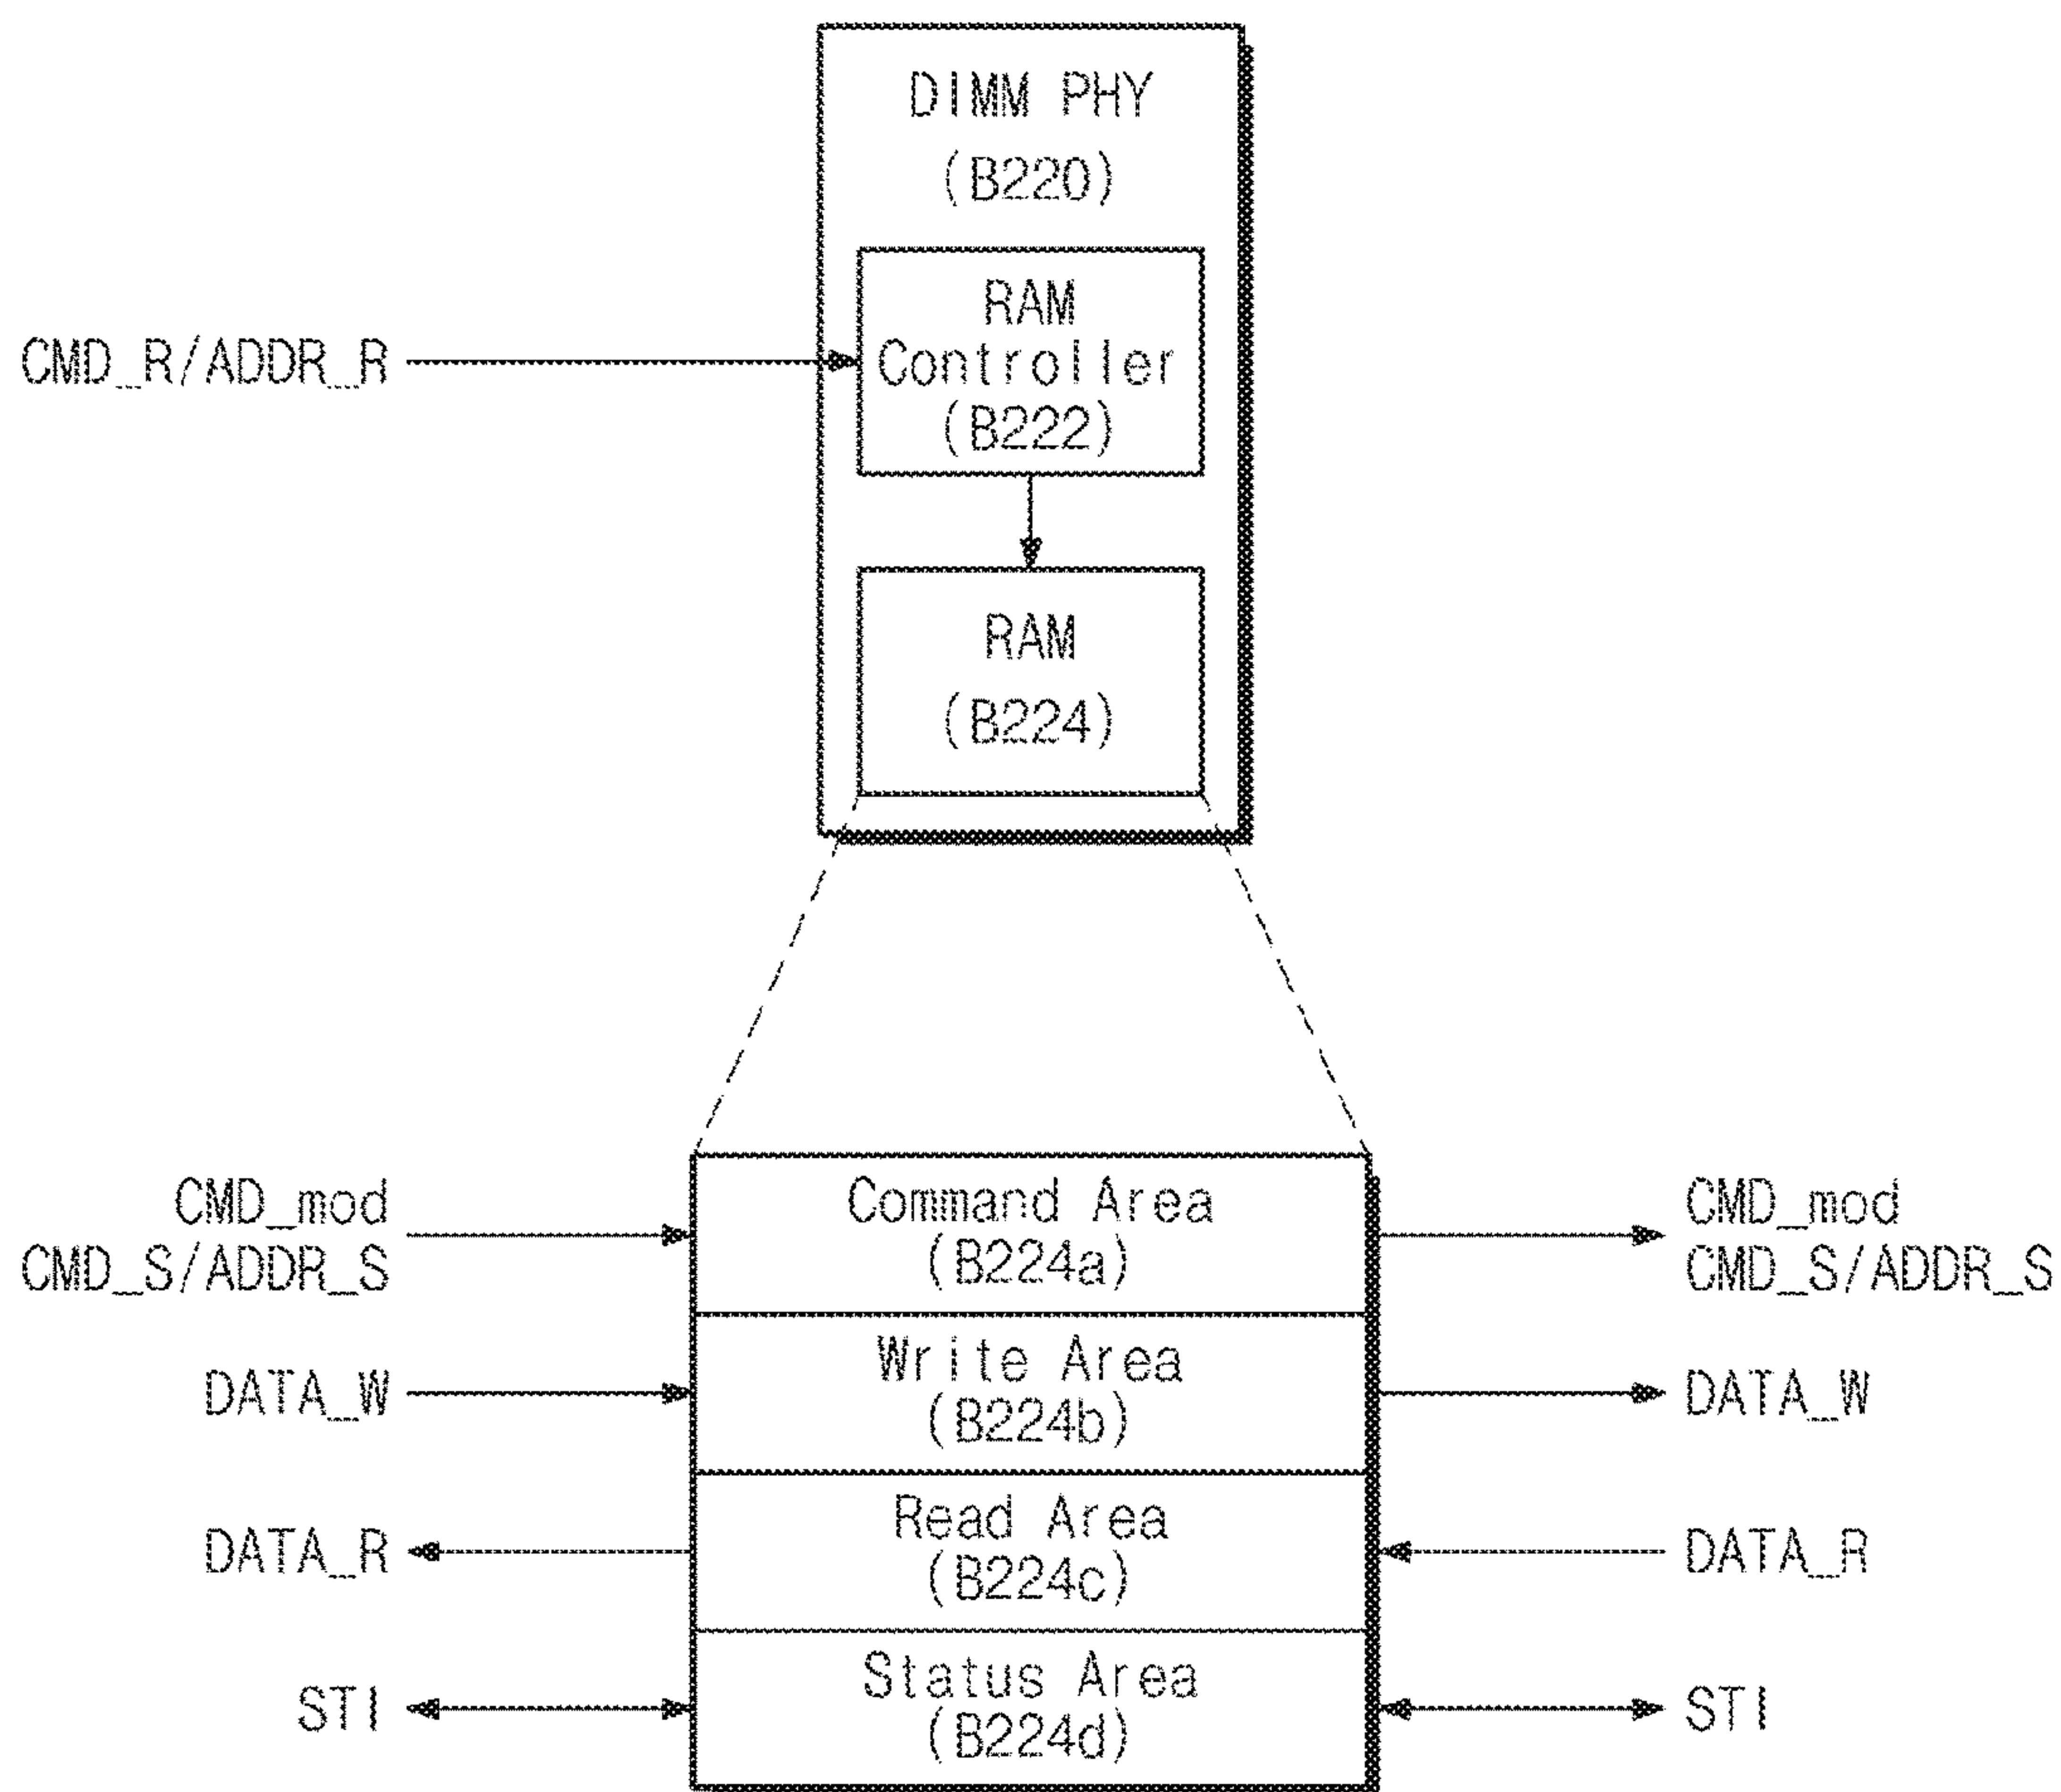 DIMM PHY
(B220)
RAM
Controller
(B222)
CMD_R/ADDR_R
RAM
(B224)
CMD_mod
CMD_S/ADDR_S
Command Area
(B224a)
CMD_mod
CMD_S/ADDR_S
DATA_W
Write Area
(B224b)
DATA_W
DATA_R
Read Area
(B224c)
DATA_R
STI
Status Area
(B224d)
STI